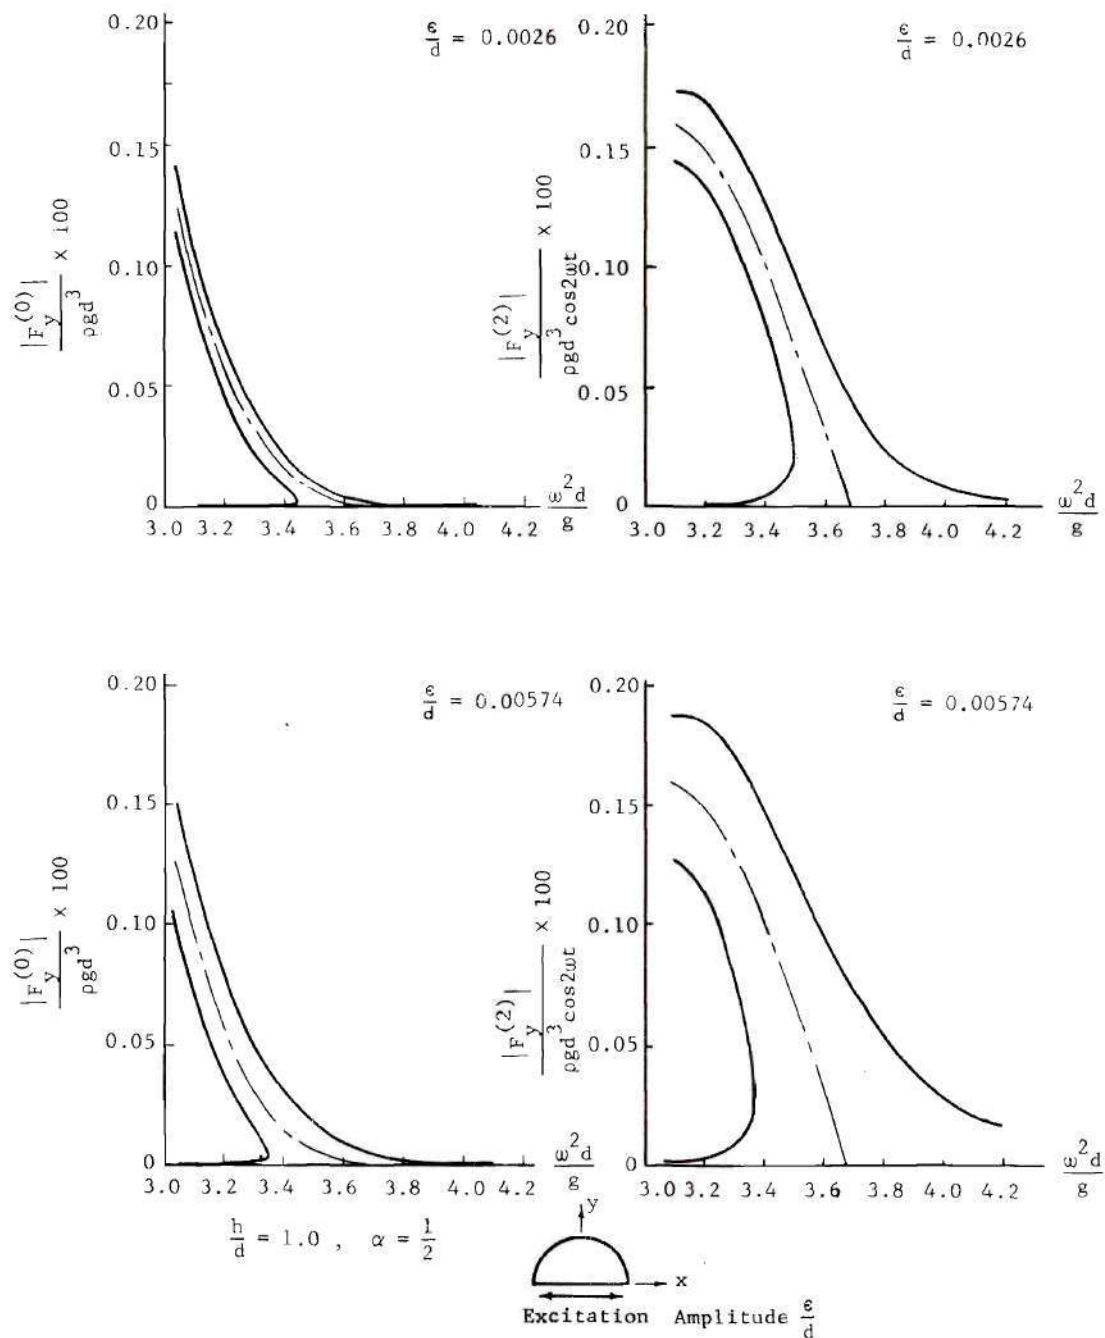 0.20
0.15
0.10
0.05
0
|F_y^(0)| / ρgd^3 × 100
ϵ/d = 0.0026
3.0 3.2 3.4 3.6 3.8 4.0 4.2
ω^2d/g
0.20
0.15
0.10
0.05
0
|F_y^(2)| / ρgd^3 cos2ωt × 100
ϵ/d = 0.0026
3.0 3.2 3.4 3.6 3.8 4.0 4.2
ω^2d/g
0.20
0.15
0.10
0.05
0
|F_y^(0)| / ρgd^3 × 100
ϵ/d = 0.00574
3.0 3.2 3.4 3.6 3.8 4.0 4.2
ω^2d/g
0.20
0.15
0.10
0.05
0
|F_y^(2)| / ρgd^3 cos2ωt × 100
ϵ/d = 0.00574
3.0 3.2 3.4 3.6 3.8 4.0 4.2
ω^2d/g
h/d = 1.0 , α = 1/2
y
x
Excitation Amplitude ϵ/d